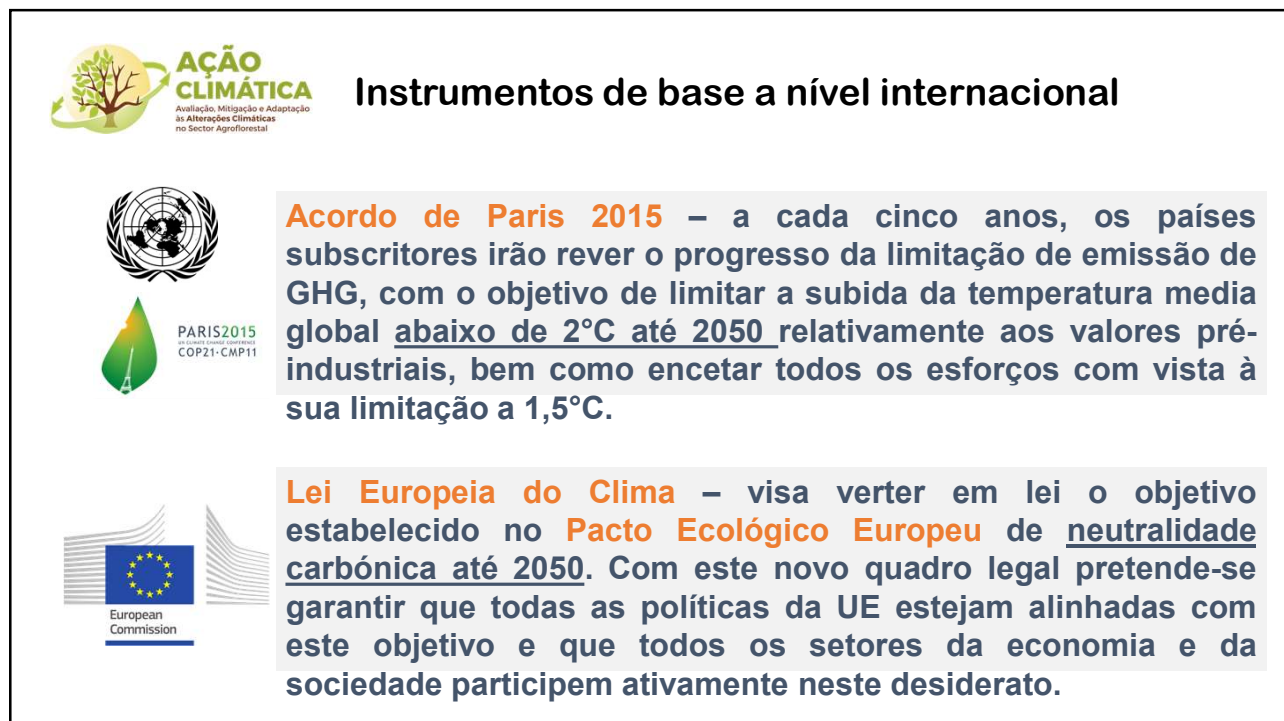 AÇÃO
CLIMÁTICA
Avaliação, Mitigação e Adaptação
às Alterações Climáticas
no Sector Agroflorestal
Instrumentos de base a nível internacional
PARIS2015
UN CLIMATE CHANGE CONFERENCE
COP21·CMP11
Acordo de Paris 2015 – a cada cinco anos, os países
subscritores irão rever o progresso da limitação de emissão de
GHG, com o objetivo de limitar a subida da temperatura media
global abaixo de 2°C até 2050 relativamente aos valores pré-
industriais, bem como encetar todos os esforços com vista à
sua limitação a 1,5°C.
European
Commission
Lei Europeia do Clima – visa verter em lei o objetivo
estabelecido no Pacto Ecológico Europeu de neutralidade
carbónica até 2050. Com este novo quadro legal pretende-se
garantir que todas as políticas da UE estejam alinhadas com
este objetivo e que todos os setores da economia e da
sociedade participem ativamente neste desiderato.